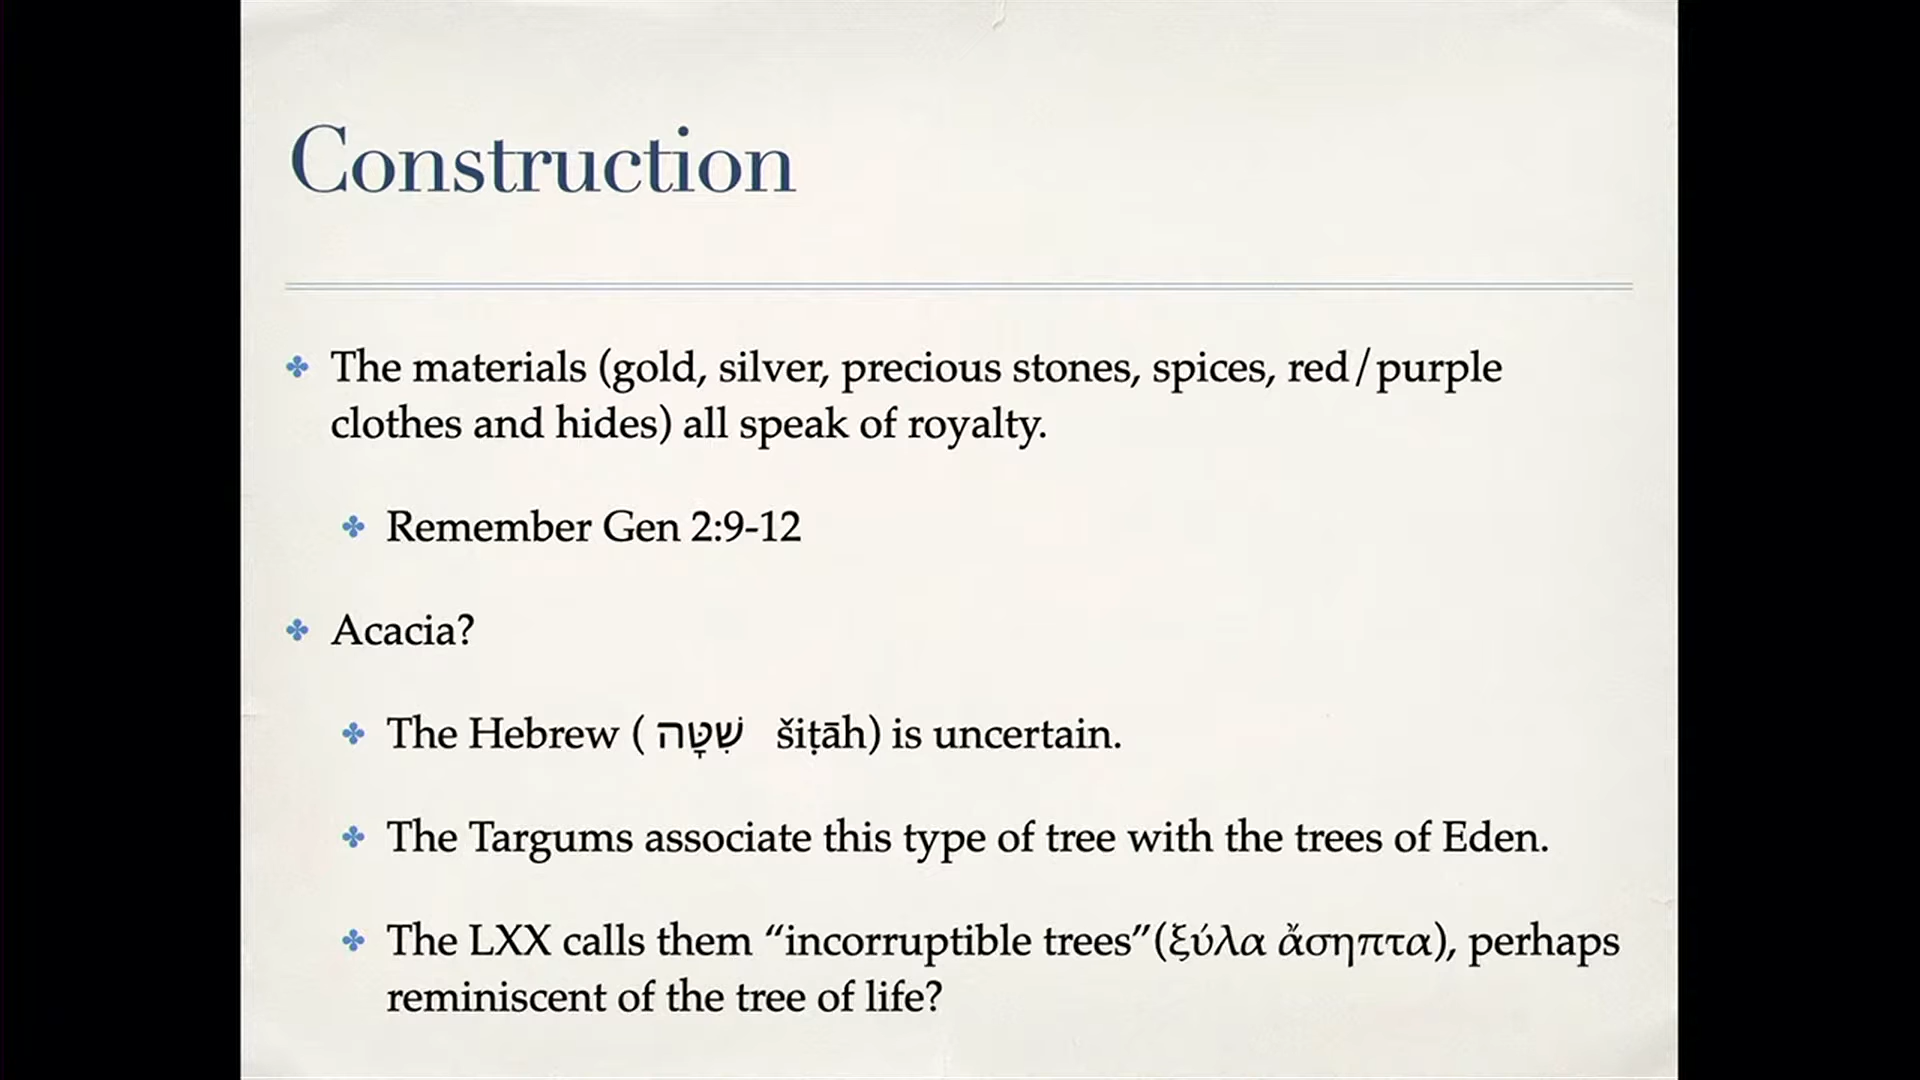 Construction
The materials (gold, silver, precious stones, spices, red/purple
clothes and hides) all speak of royalty.
Remember Gen 2:9-12
Acacia?
The Hebrew ( שִׁטָּה šiṭāh) is uncertain.
The Targums associate this type of tree with the trees of Eden.
The LXX calls them “incorruptible trees”(ξύλα ἄσηπτα), perhaps
reminiscent of the tree of life?